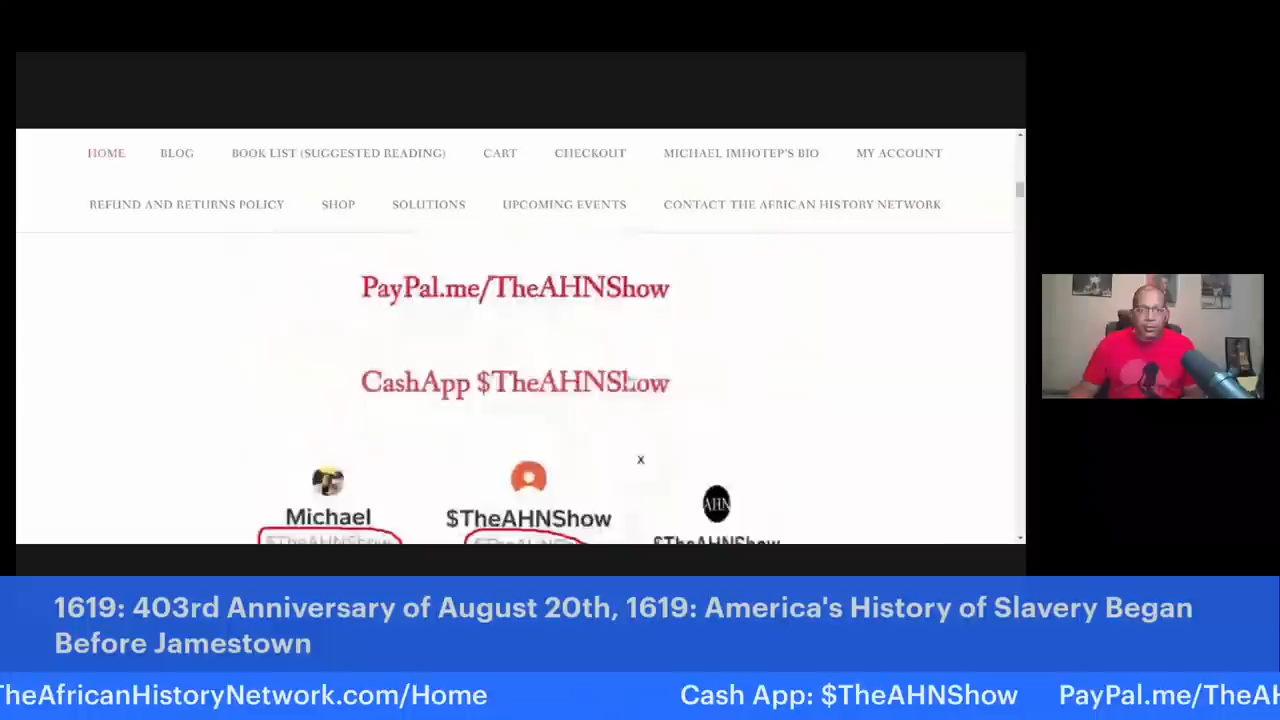 HOME BLOG BOOK LIST (SUGGESTED READING) CART CHECKOUT MICHAEL IMHOTEP'S BIO MY ACCOUNT
REFUND AND RETURNS POLICY SHOP SOLUTIONS UPCOMING EVENTS CONTACT THE AFRICAN HISTORY NETWORK
PayPal.me/TheAHNShow
CashApp $TheAHNShow
X
AHN
Michael $TheAHNShow
$TheAHNShow $TheAHNShow
1619: 403rd Anniversary of August 20th, 1619: America's History of Slavery Began
Before Jamestown
TheAfricanHistoryNetwork.com/Home Cash App: $TheAHNShow PayPal.me/TheAH